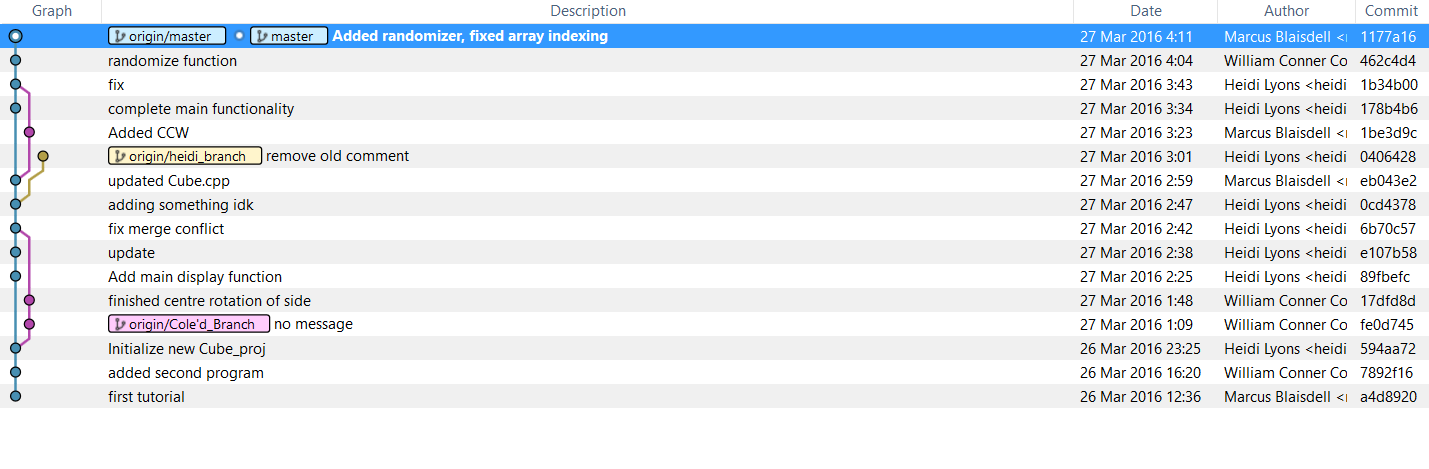 Graph Description Date Author Commit
origin/master master Added randomizer, fixed array indexing 27 Mar 2016 4:11 Marcus Blaisdell <r 1177a16
randomize function 27 Mar 2016 4:04 William Conner Co 462c4d4
fix 27 Mar 2016 3:43 Heidi Lyons <heidi 1b34b00
complete main functionality 27 Mar 2016 3:34 Heidi Lyons <heidi 178b4b6
Added CCW 27 Mar 2016 3:23 Marcus Blaisdell <r 1be3d9c
origin/heidi_branch remove old comment 27 Mar 2016 3:01 Heidi Lyons <heidi 0406428
updated Cube.cpp 27 Mar 2016 2:59 Marcus Blaisdell <r eb043e2
adding something idk 27 Mar 2016 2:47 Heidi Lyons <heidi 0cd4378
fix merge conflict 27 Mar 2016 2:42 Heidi Lyons <heidi 6b70c57
update 27 Mar 2016 2:38 Heidi Lyons <heidi e107b58
Add main display function 27 Mar 2016 2:25 Heidi Lyons <heidi 89fbefc
finished centre rotation of side 27 Mar 2016 1:48 William Conner Co 17dfd8d
origin/Cole'd_Branch no message 27 Mar 2016 1:09 William Conner Co fe0d745
Initialize new Cube_proj 26 Mar 2016 23:25 Heidi Lyons <heidi 594aa72
added second program 26 Mar 2016 16:20 William Conner Co 7892f16
first tutorial 26 Mar 2016 12:36 Marcus Blaisdell <r a4d8920